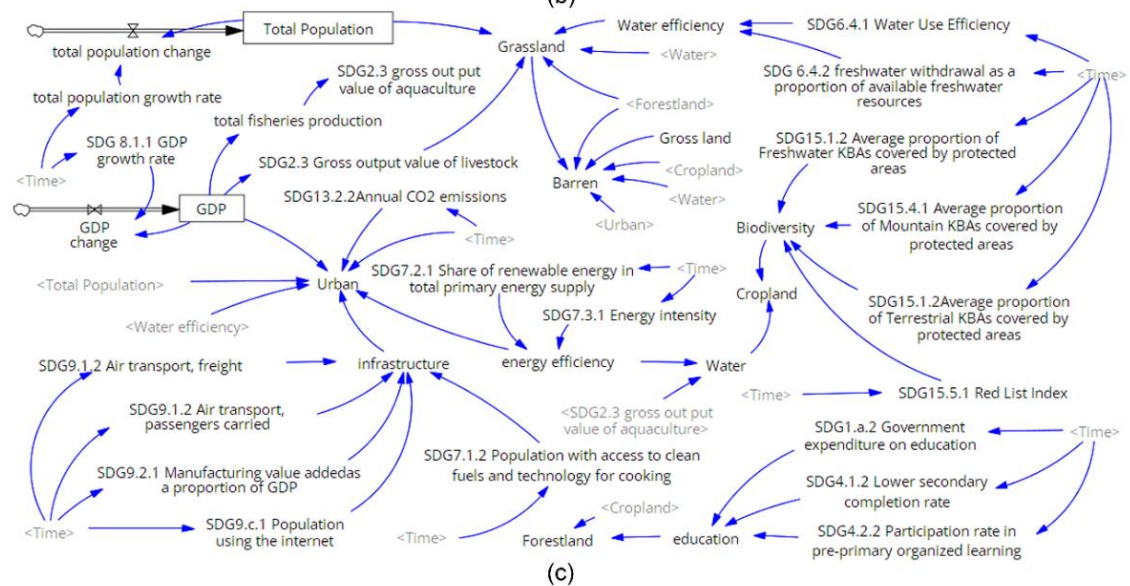 (b)
Total Population
total population change
total population growth rate
<Time>
SDG 8.1.1 GDP
growth rate
GDP
change
GDP
total fisheries production
SDG2.3 gross out put
value of aquaculture
SDG2.3 Gross output value of livestock
SDG13.2.2Annual CO2 emissions
<Time>
Grassland
Water efficiency
<Water>
<Forestland>
Gross land
<Cropland>
<Water>
<Urban>
Barren
SDG6.4.1 Water Use Efficiency
SDG 6.4.2 freshwater withdrawal as a
proportion of available freshwater
resources
<Time>
SDG15.1.2 Average proportion of
Freshwater KBAs covered by protected
areas
SDG15.4.1 Average proportion
of Mountain KBAs covered by
protected areas
Biodiversity
Cropland
SDG15.1.2Average proportion
of Terrestrial KBAs covered by
protected areas
<Total Population>
<Water efficiency>
Urban
SDG7.2.1 Share of renewable energy in
total primary energy supply
<Time>
SDG7.3.1 Energy intensity
energy efficiency
Water
<SDG2.3 gross out put
value of aquaculture>
<Time>
SDG15.5.1 Red List Index
SDG9.1.2 Air transport, freight
infrastructure
SDG9.1.2 Air transport,
passengers carried
SDG9.2.1 Manufacturing value addedas
a proportion of GDP
SDG9.c.1 Population
using the internet
<Time>
SDG7.1.2 Population with access to clean
fuels and technology for cooking
<Time>
<Cropland>
Forestland
education
SDG1.a.2 Government
expenditure on education
<Time>
SDG4.1.2 Lower secondary
completion rate
SDG4.2.2 Participation rate in
pre-primary organized learning
(c)